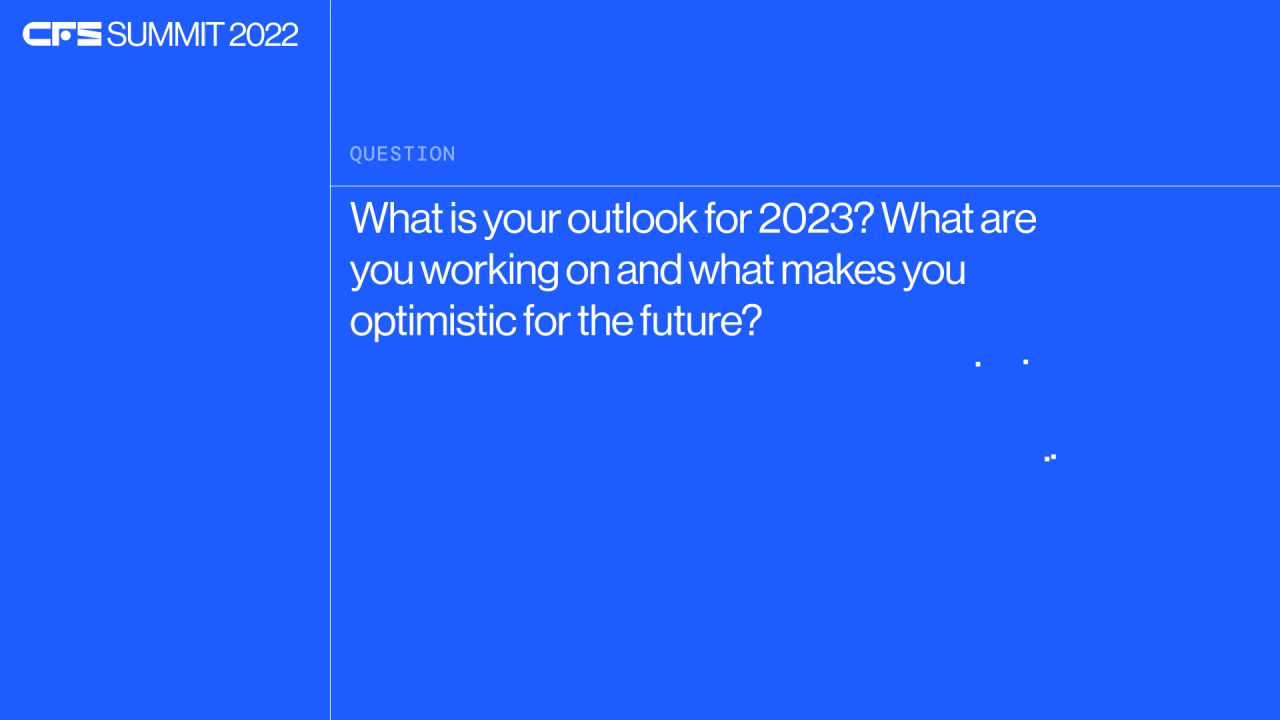 CFS SUMMIT 2022
QUESTION
What is your outlook for 2023? What are
you working on and what makes you
optimistic for the future?